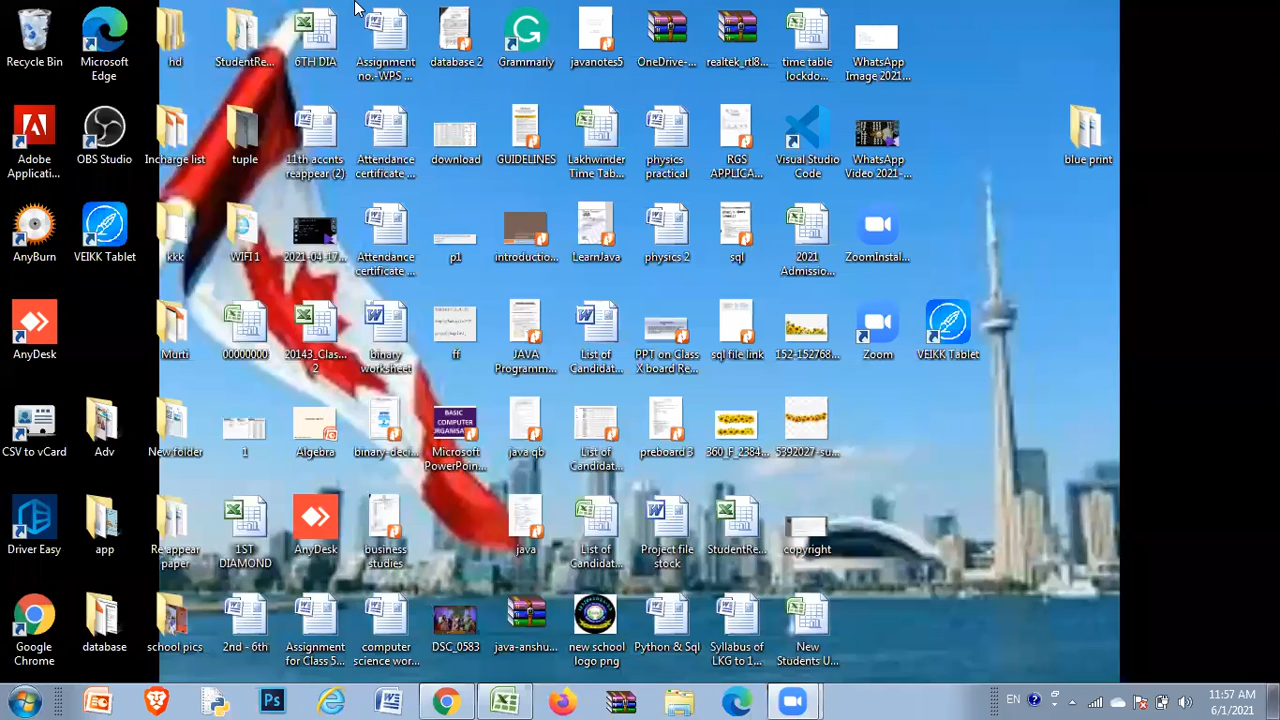 Recycle Bin
Microsoft
Edge
hd
StudentRe...
6TH DIA
Assignment
no.-WPS ...
database 2
Grammarly
javanotes5
OneDrive-...
realtek_rtl8...
time table
lockdo...
WhatsApp
Image 2021...
Adobe
Applicati...
OBS Studio
Incharge list
tuple
11th accnts
reappear (2)
Attendance
certificate ...
download
GUIDELINES
Lakhwinder
Time Tab...
physics
practical
RGS
APPLICA...
Visual Studio
Code
WhatsApp
Video 2021-...
blue print
AnyBurn
VEIKK Tablet
kkk
WIFI 1
2021-04-17...
Attendance
certificate ...
p1
introductio...
LearnJava
physics 2
sql
2021
Admissio...
ZoomInstal...
AnyDesk
Murti
00000000
20143_Clas...
2
binary
worksheet
ff
JAVA
Programm...
List of
Candidat...
PPT on Class
X board Re...
sql file link
152-152768...
Zoom
VEIKK Tablet
CSV to vCard
Adv
New folder
1
Algebra
binary-deci...
BASIC
COMPUTER
ORGANISAT...
Microsoft
PowerPoin...
java qb
List of
Candidat...
preboard 3
360_F_2384...
5392027-su...
Driver Easy
app
Re appear
paper
1ST
DIAMOND
AnyDesk
business
studies
java
List of
Candidat...
Project file
stock
StudentRe...
copyright
Google
Chrome
database
school pics
2nd - 6th
Assignment
for Class 5...
computer
science wor...
DSC_0583
java-anshu...
new school
logo png
Python & Sql
Syllabus of
LKG to 1...
New
Students U...
EN
11:57 AM
6/1/2021